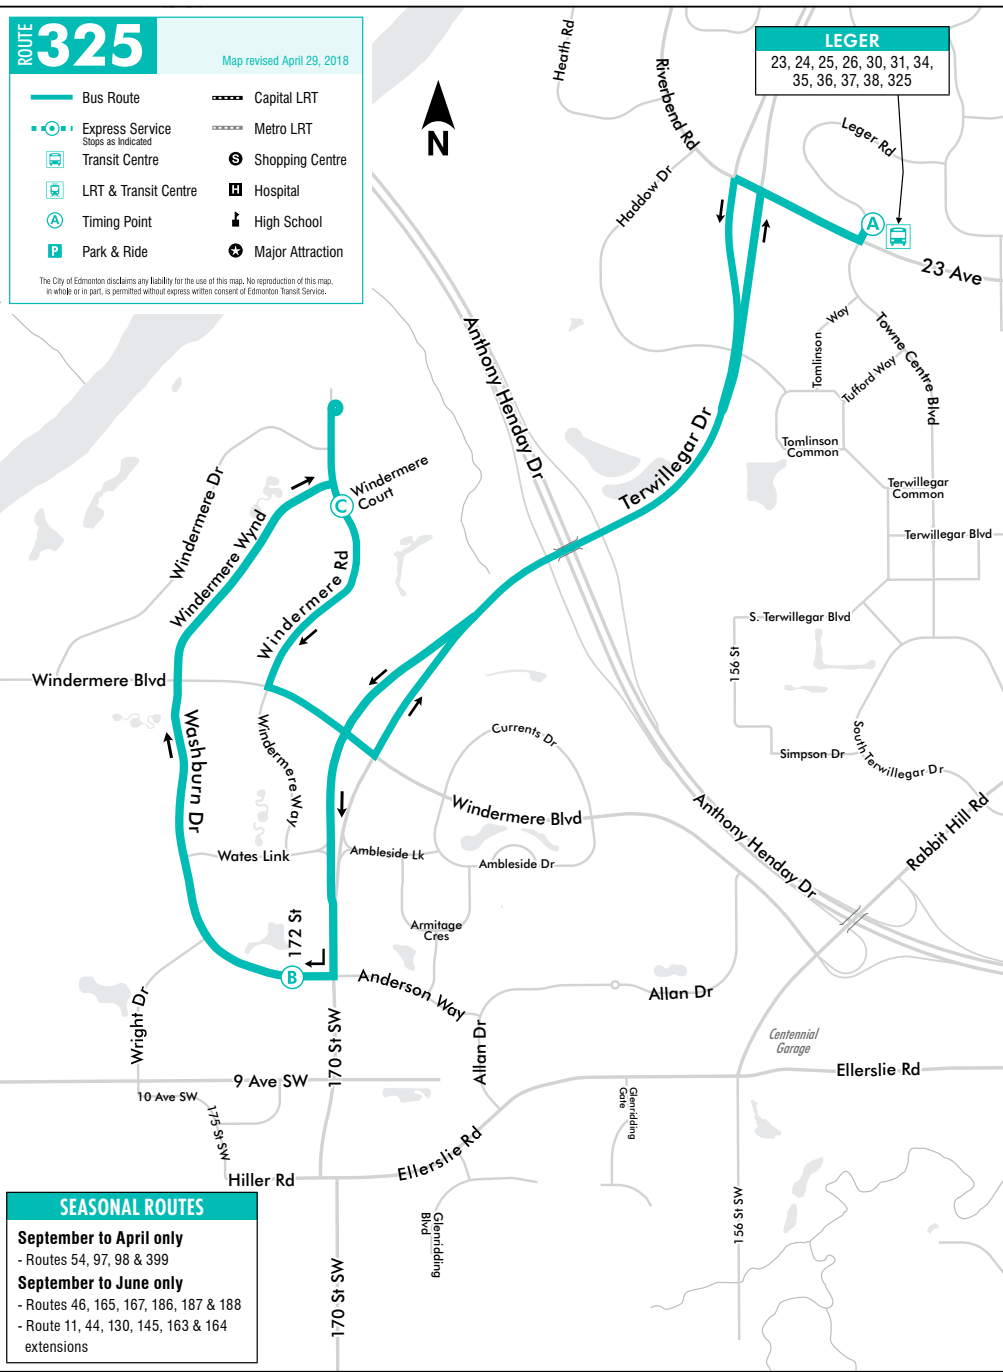 ROUTE 325
Map revised April 29, 2018
Bus Route
Express Service
Stops as Indicated
Transit Centre
LRT & Transit Centre
A Timing Point
P Park & Ride
Capital LRT
Metro LRT
S Shopping Centre
H Hospital
High School
Major Attraction
The City of Edmonton disclaims any liability for the use of this map. No reproduction of this map,
in whole or in part, is permitted without express written consent of Edmonton Transit Service.
N
LEGER
23, 24, 25, 26, 30, 31, 34,
35, 36, 37, 38, 325
Heath Rd
Riverbend Rd
Leger Rd
Haddow Dr
A
23 Ave
Anthony Henday Dr
Tomlinson Way
Towne Centre Blvd
Tufford Way
Terwillegar Dr
Tomlinson
Common
Terwillegar
Common
Terwillegar Blvd
Windermere Dr
Windermere
Court
C
Windermere Wynd
Windermere Rd
S. Terwillegar Blvd
156 St
Windermere Blvd
Washburn Dr
Windermere Way
Currents Dr
South Terwillegar Dr
Simpson Dr
Windermere Blvd
Anthony Henday Dr
Rabbit Hill Rd
Wates Link
Ambleside Lk
Ambleside Dr
172 St
Armitage
Cres
B
Anderson Way
Allan Dr
Wright Dr
170 St SW
Allan Dr
Centennial
Garage
9 Ave SW
Ellerslie Rd
10 Ave SW
175 St SW
Glenridding
Gate
Hiller Rd
Ellerslie Rd
Glenridding
Blvd
156 St SW
170 St SW
SEASONAL ROUTES
September to April only
- Routes 54, 97, 98 & 399
September to June only
- Routes 46, 165, 167, 186, 187 & 188
- Route 11, 44, 130, 145, 163 & 164
extensions